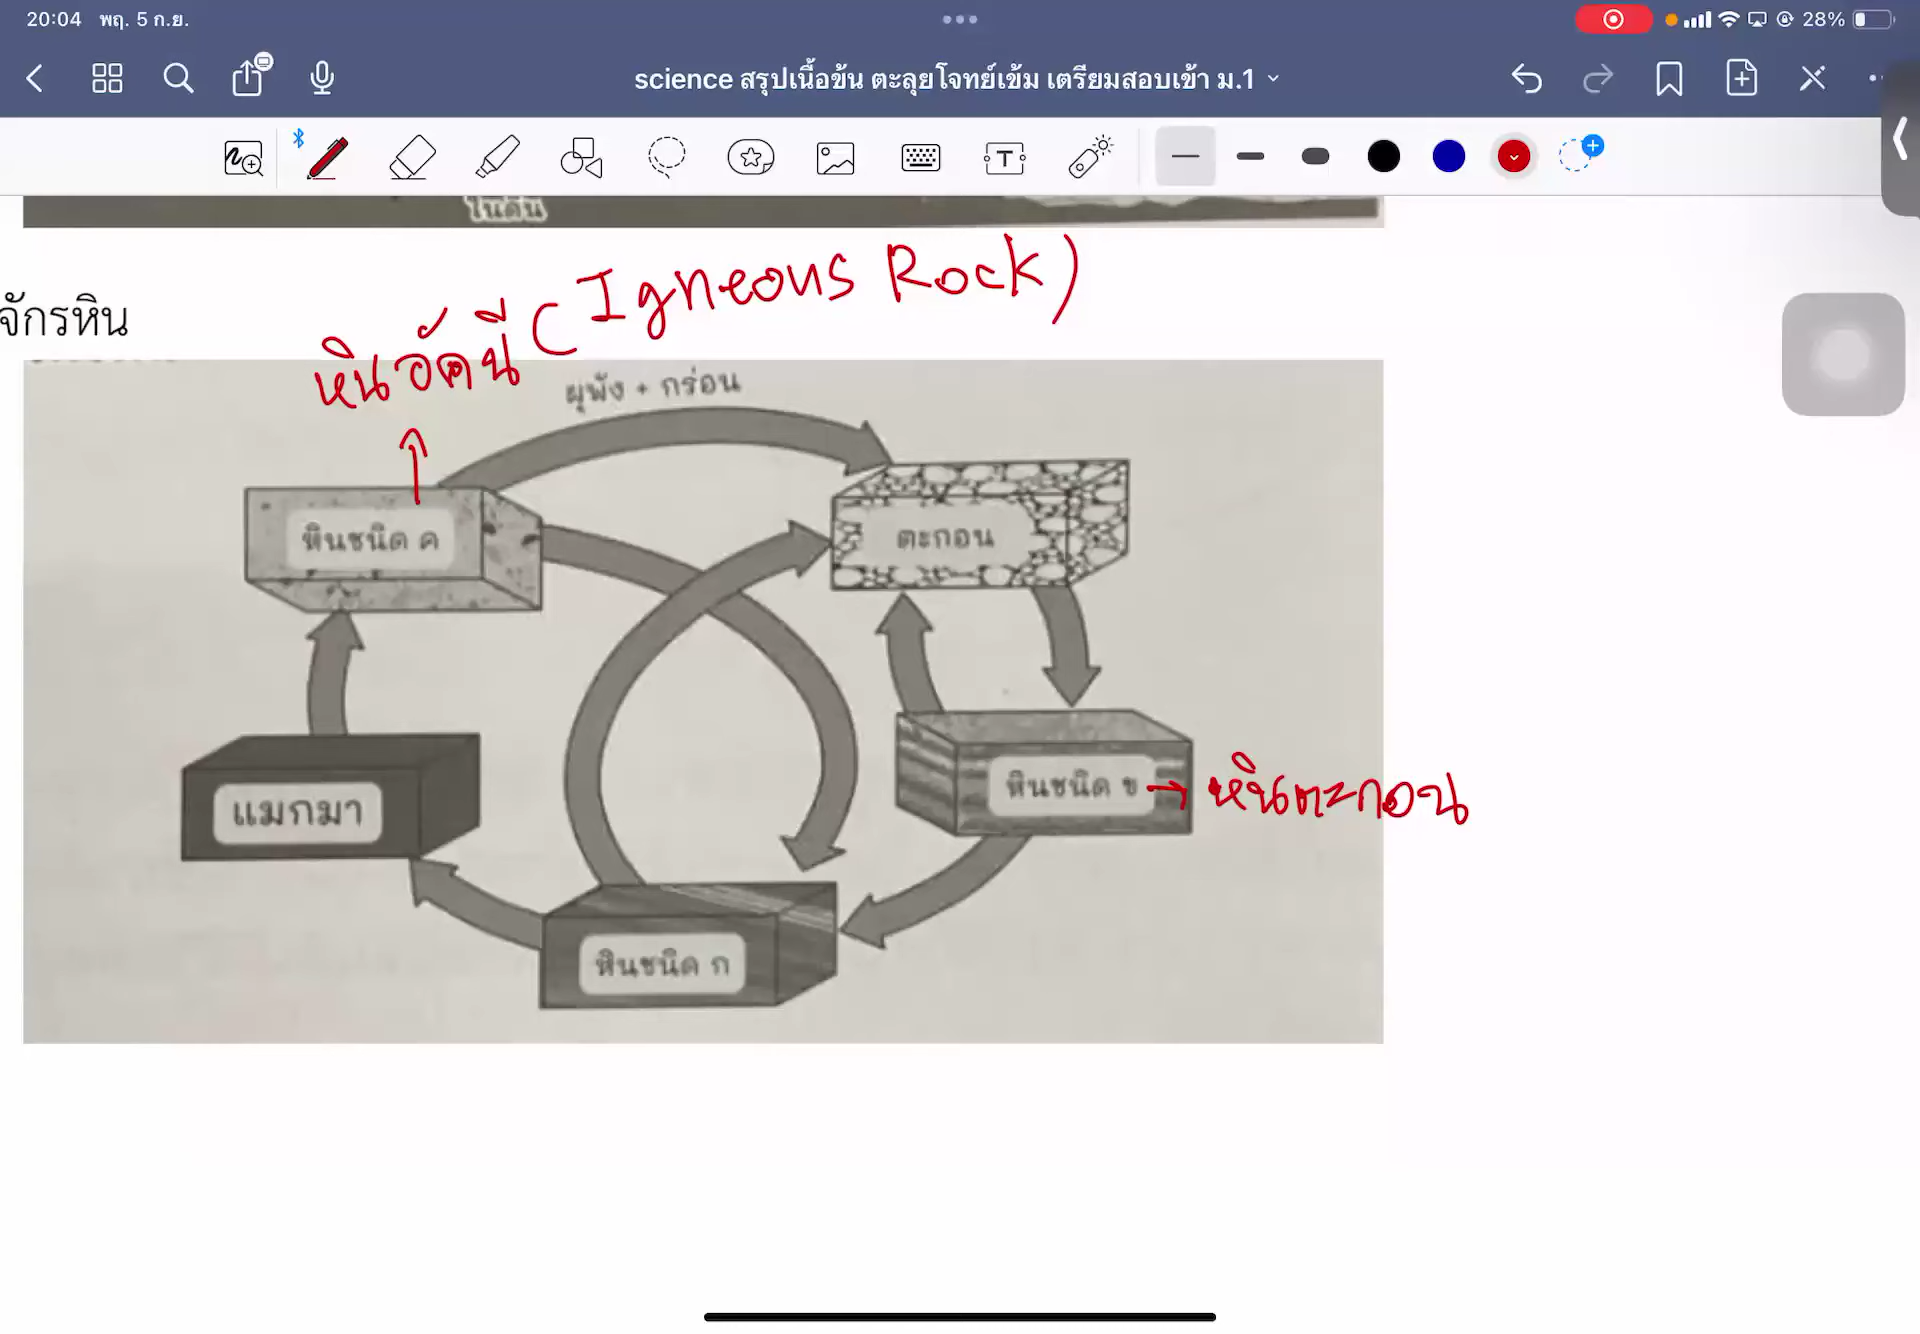 20:04 พฤ. 5 ก.ย.
28%
science สรุปเนื้อข้น ตะลุยโจทย์เข้ม เตรียมสอบเข้า ม.1
ในดิน
จักรหิน
หินอัคนี (Igneous Rock)
ผุพัง + กร่อน
หินชนิด ค
ตะกอน
แมกมา
หินชนิด ข → หินตะกอน
หินชนิด ก